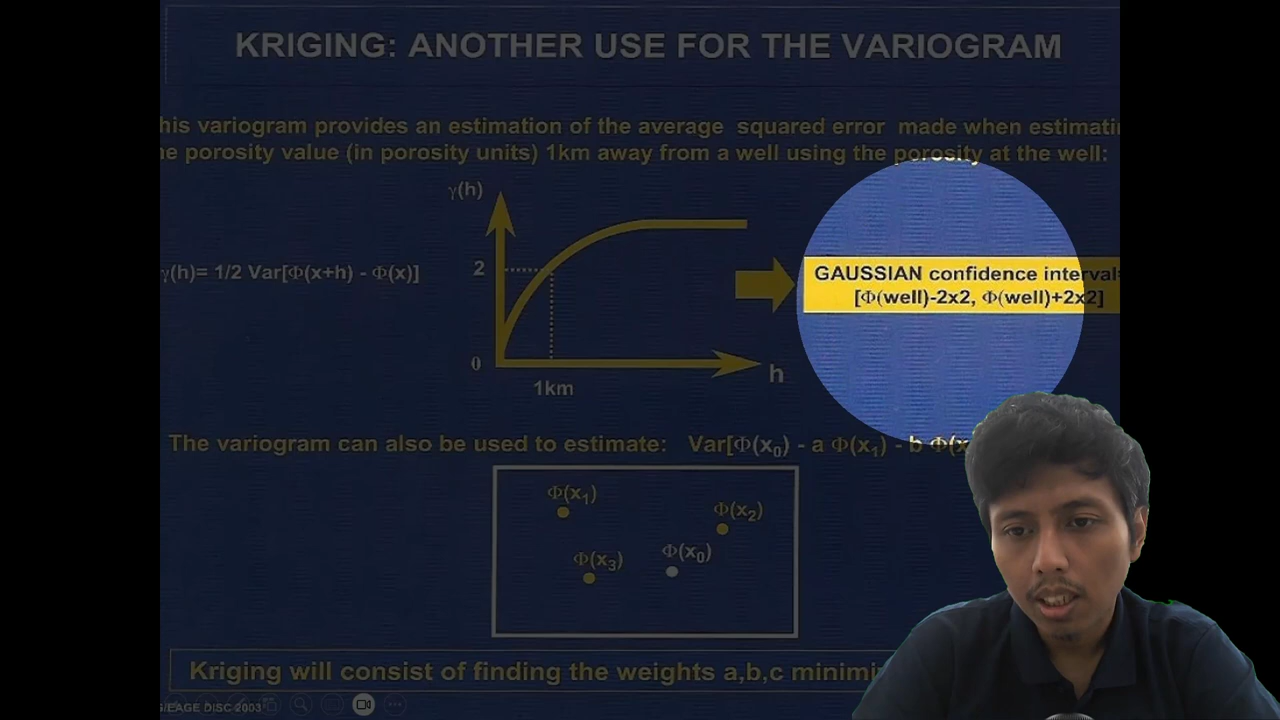 KRIGING: ANOTHER USE FOR THE VARIOGRAM
his variogram provides an estimation of the average squared error made when estimati
e porosity value (in porosity units) 1km away from a well using the porosity at the well:
γ(h)
γ(h)= 1/2 Var[Φ(x+h) - Φ(x)]
2
GAUSSIAN confidence interval=
[Φ(well)-2x2, Φ(well)+2x2]
0
h
1km
The variogram can also be used to estimate: Var[Φ(x₀) - a Φ(x₁) - b Φ(x
Φ(x₁)
Φ(x₂)
Φ(x₃)
Φ(x₀)
Kriging will consist of finding the weights a,b,c minimi
/EAGE DISC 2003